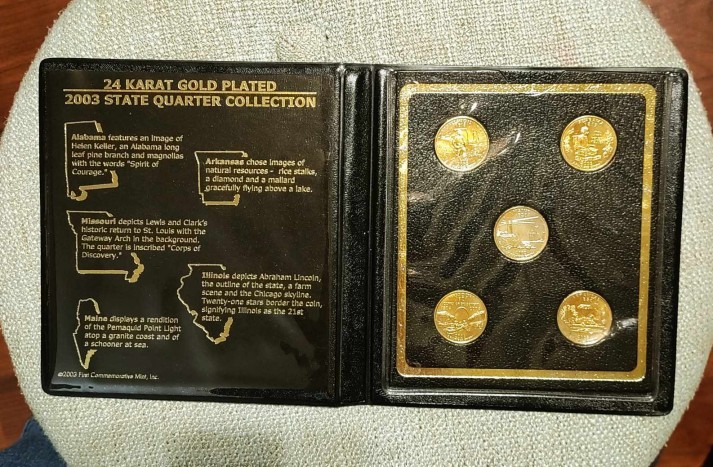 24 KARAT GOLD PLATED
2003 STATE QUARTER COLLECTION
Alabama features an image of
Helen Keller, an Alabama long
leaf pine branch and magnolias
with the words "Spirit of
Courage."
Arkansas chose images of
natural resources - rice stalks,
a diamond and a mallard
gracefully flying above a lake.
Missouri depicts Lewis and Clark's
historic return to St. Louis with the
Gateway Arch in the background.
The quarter is inscribed "Corps of
Discovery."
Illinois depicts Abraham Lincoln,
the outline of the state, a farm
scene and the Chicago skyline.
Twenty-one stars border the coin,
signifying Illinois as the 21st
state.
Maine displays a rendition
of the Pemaquid Point Light
atop a granite coast and of
a schooner at sea.
©2003 First Commemorative Mint, Inc.